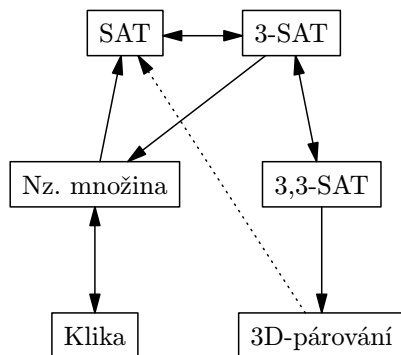 SAT
3-SAT
Nz. množina
3,3-SAT
Klika
3D-párování